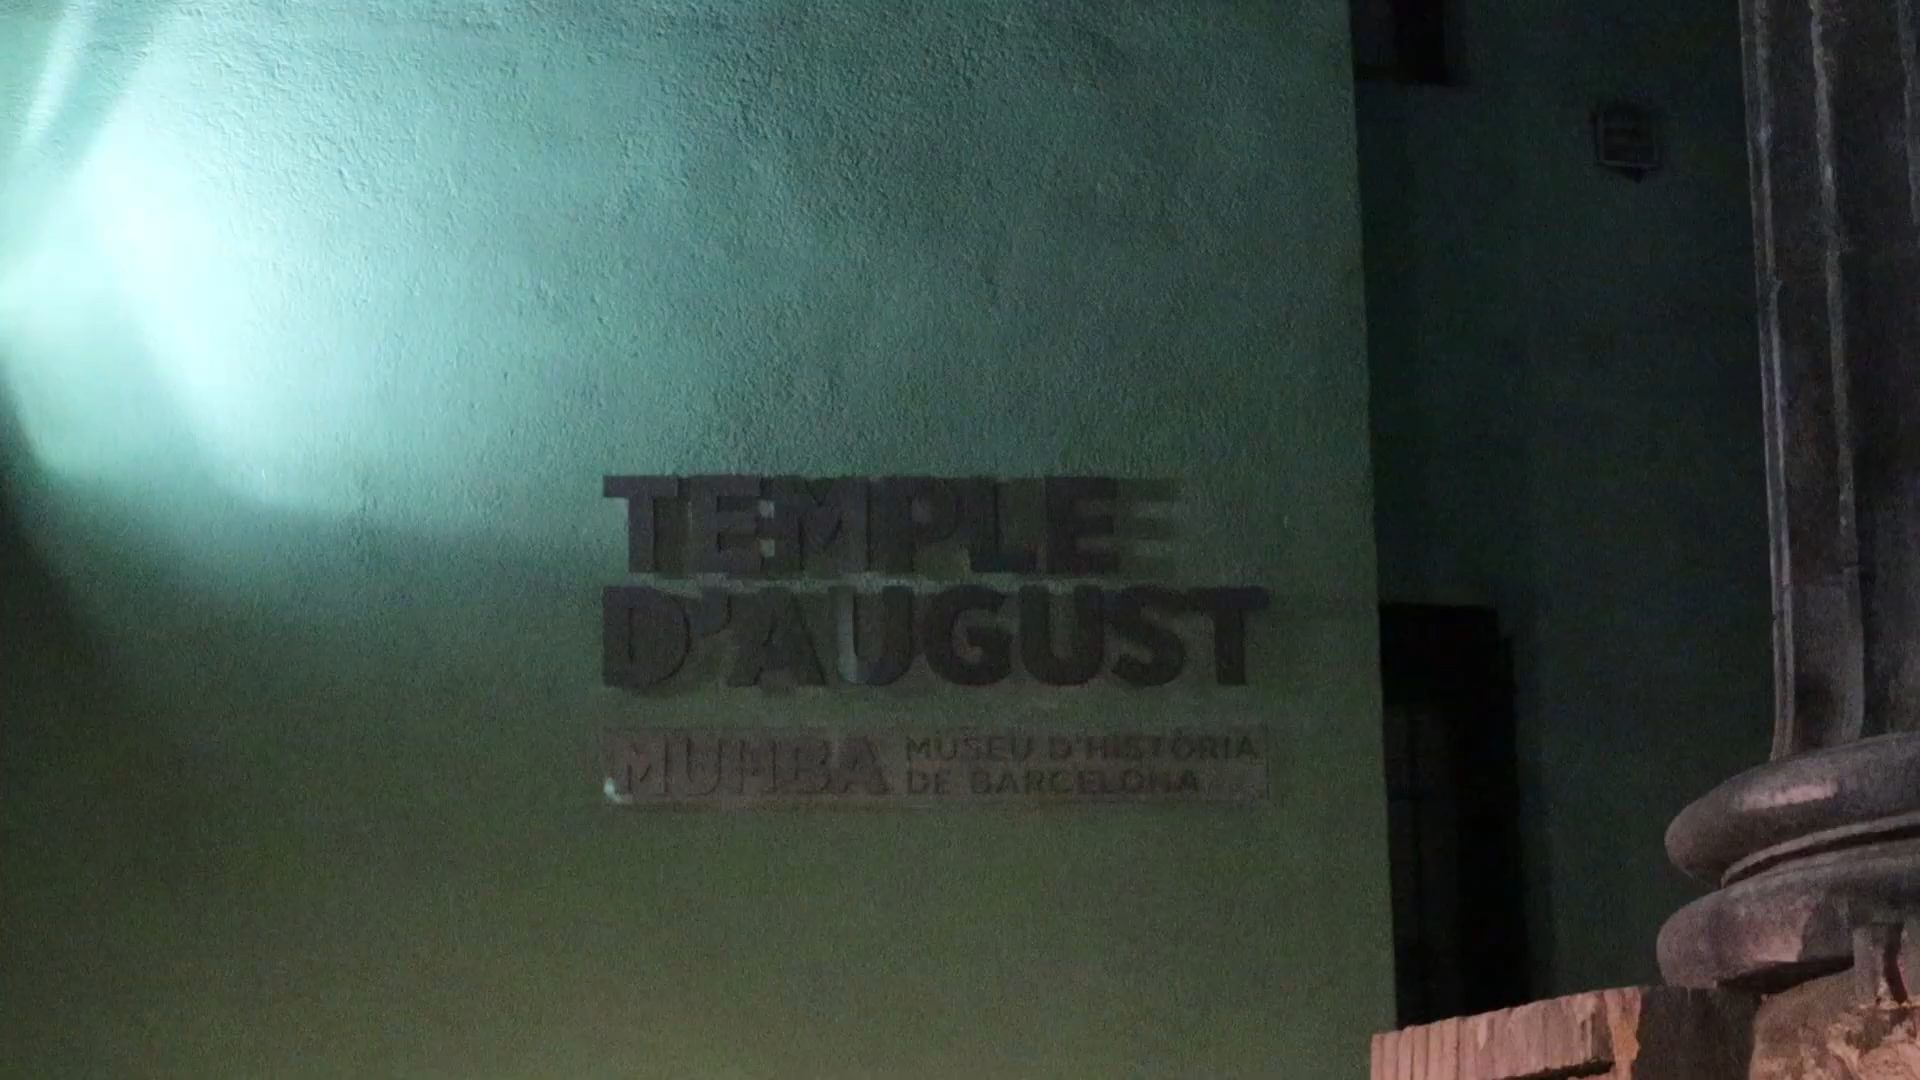 TEMPLE
D'AUGUST
MUHBA
MUSEU D'HISTÒRIA
DE BARCELONA